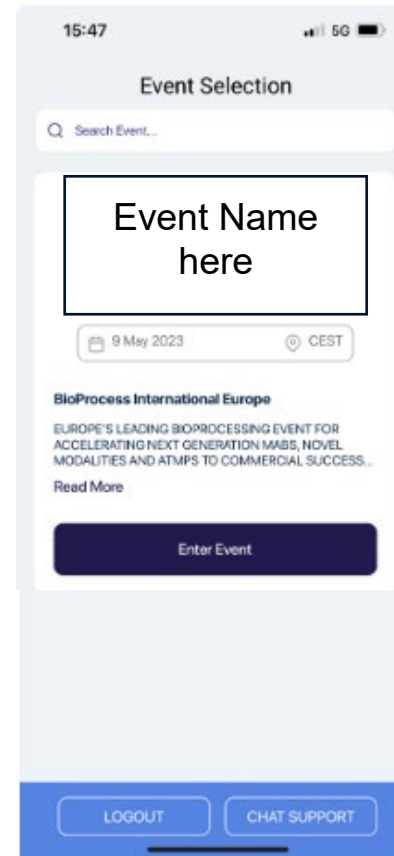 15:47 5G
Event Selection
Search Event...
Event Name
here
9 May 2023 CEST
BioProcess International Europe
EUROPE'S LEADING BIOPROCESSING EVENT FOR
ACCELERATING NEXT GENERATION MABS, NOVEL
MODALITIES AND ATMPS TO COMMERCIAL SUCCESS...
Read More
Enter Event
LOGOUT CHAT SUPPORT